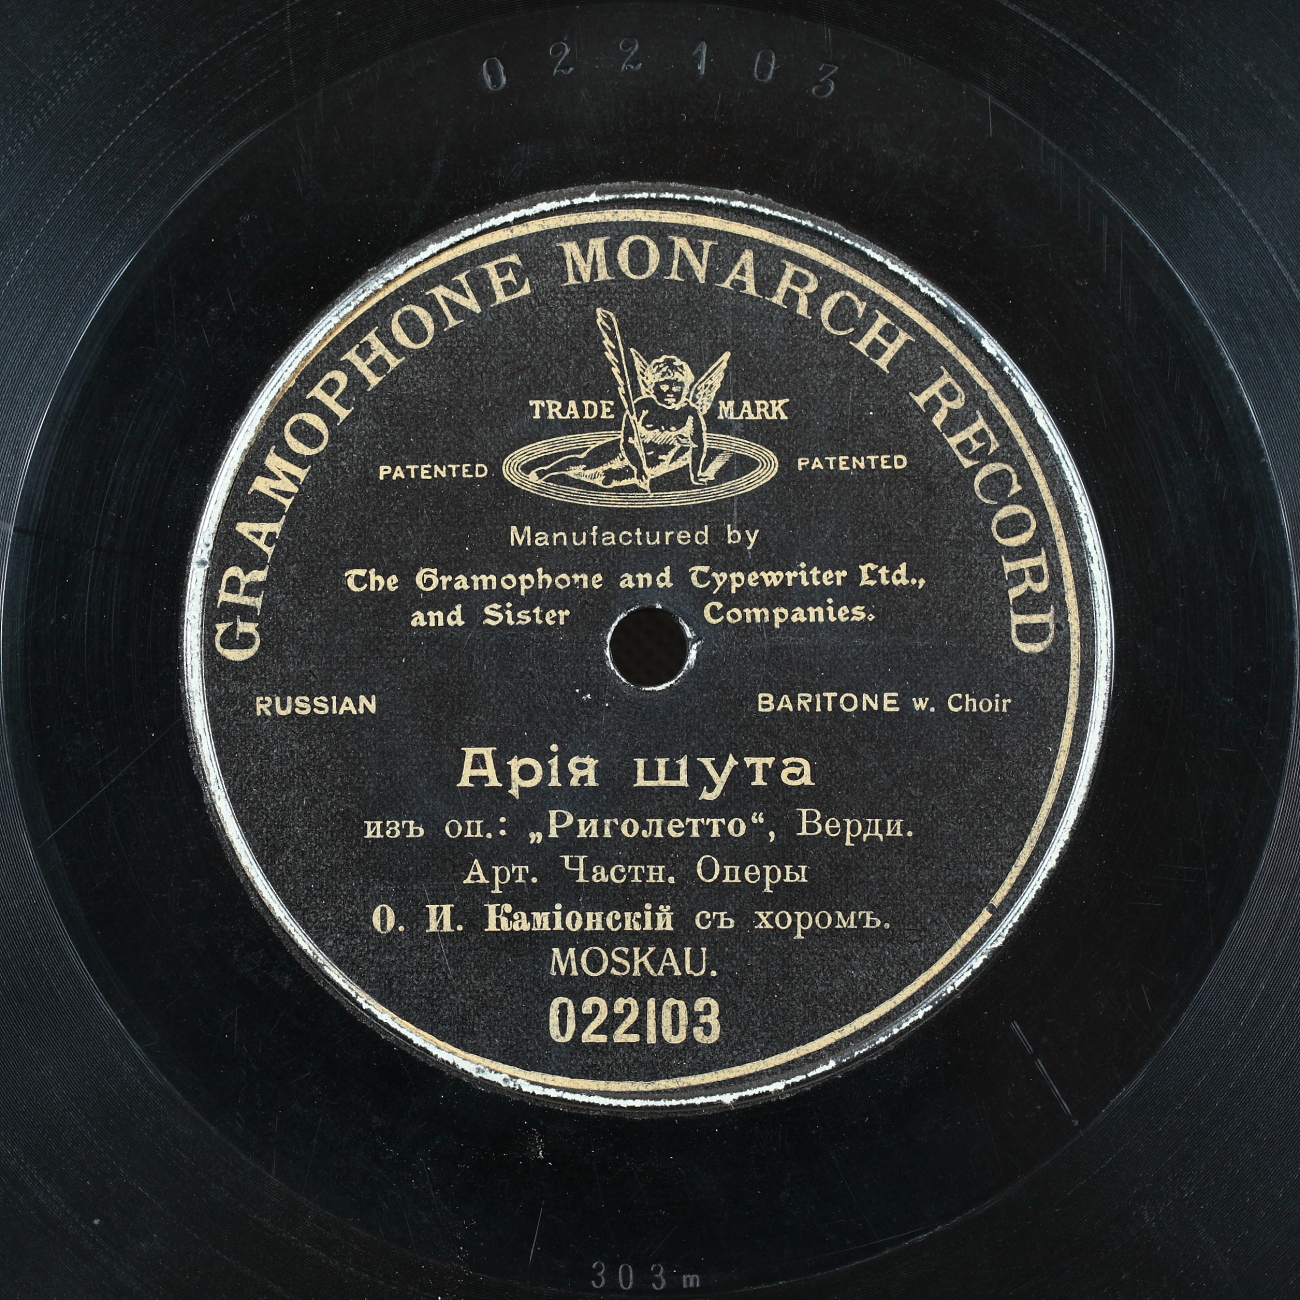 022103
GRAMOPHONE MONARCH RECORD
TRADE MARK
PATENTED PATENTED
Manufactured by
The Gramophone and Typewriter Ltd.,
and Sister Companies.
RUSSIAN BARITONE w. Choir
Арія шута
изъ оп.: „Риголетто“, Верди.
Арт. Частн. Оперы
О. И. Каміонскій съ хоромъ.
MOSKAU.
022103
303m